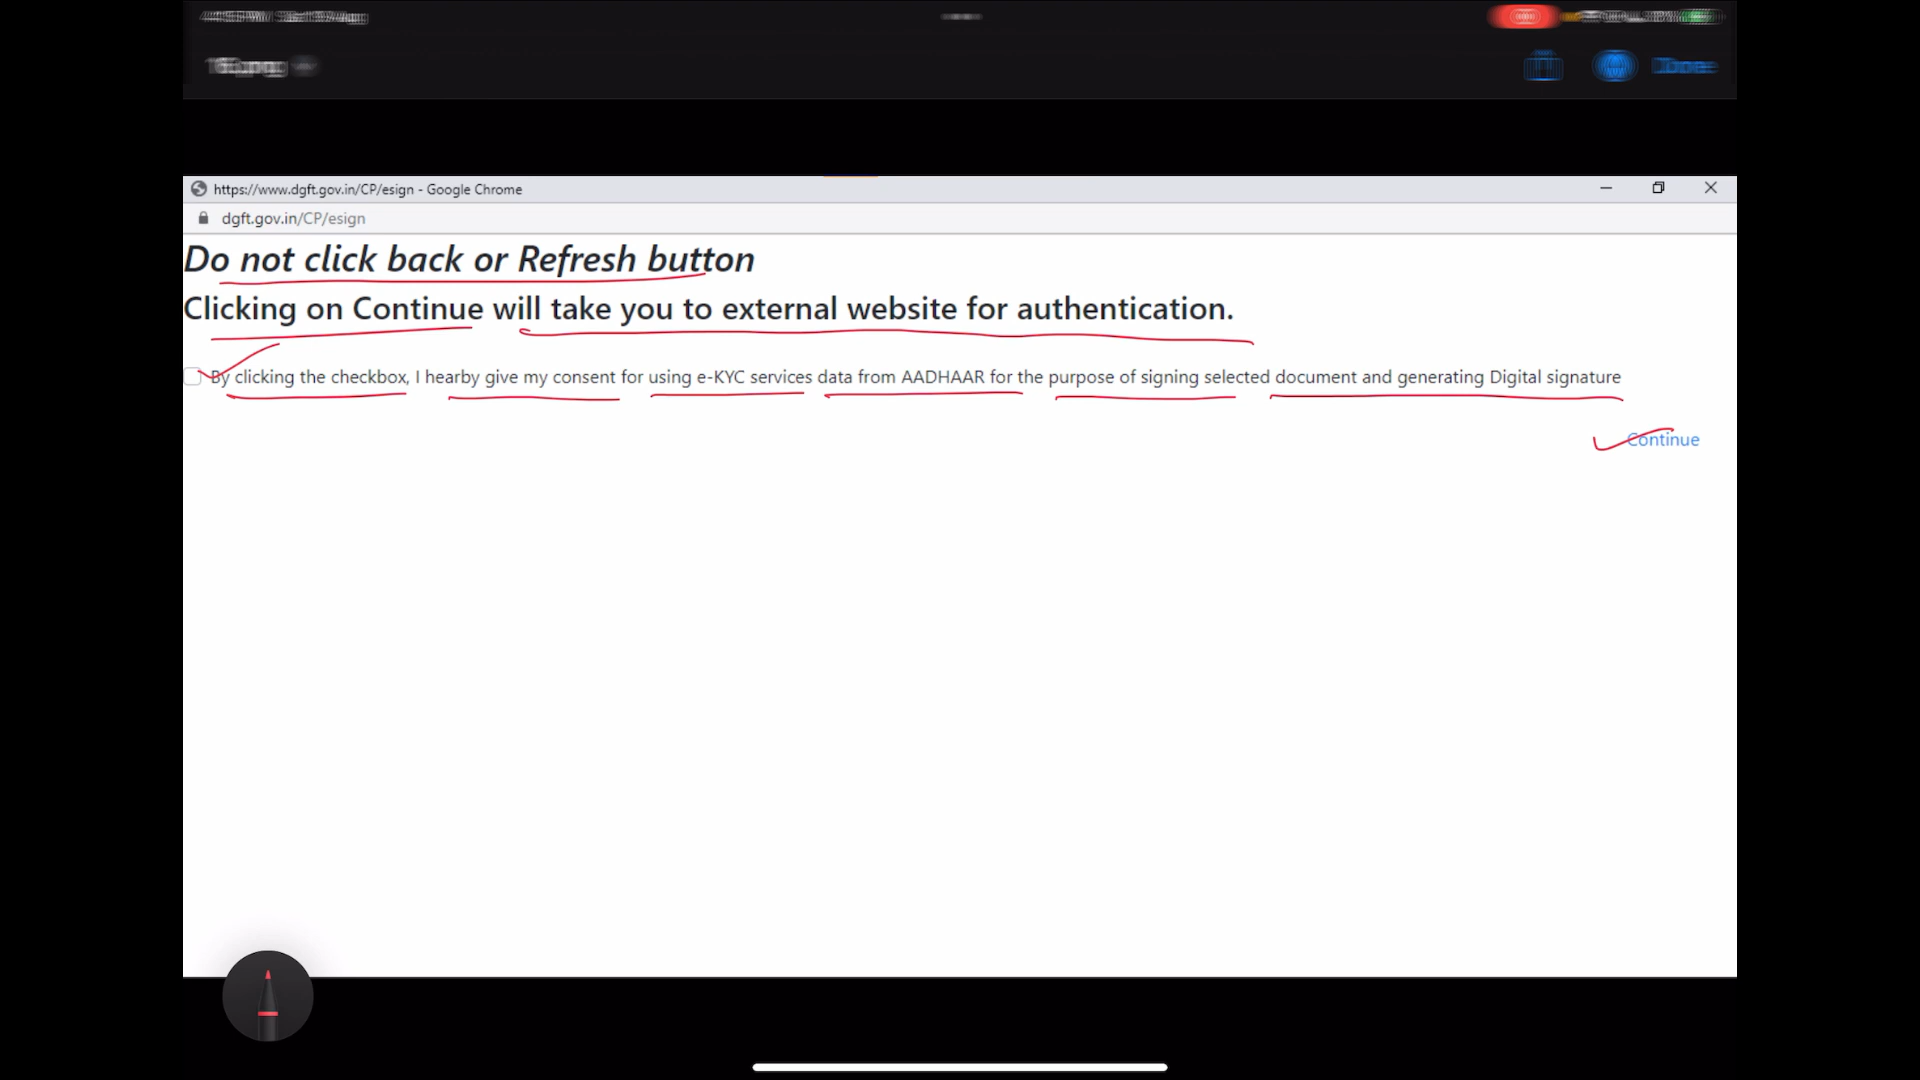 https://www.dgft.gov.in/CP/esign - Google Chrome
dgft.gov.in/CP/esign
Do not click back or Refresh button
Clicking on Continue will take you to external website for authentication.
By clicking the checkbox, I hearby give my consent for using e-KYC services data from AADHAAR for the purpose of signing selected document and generating Digital signature
Continue